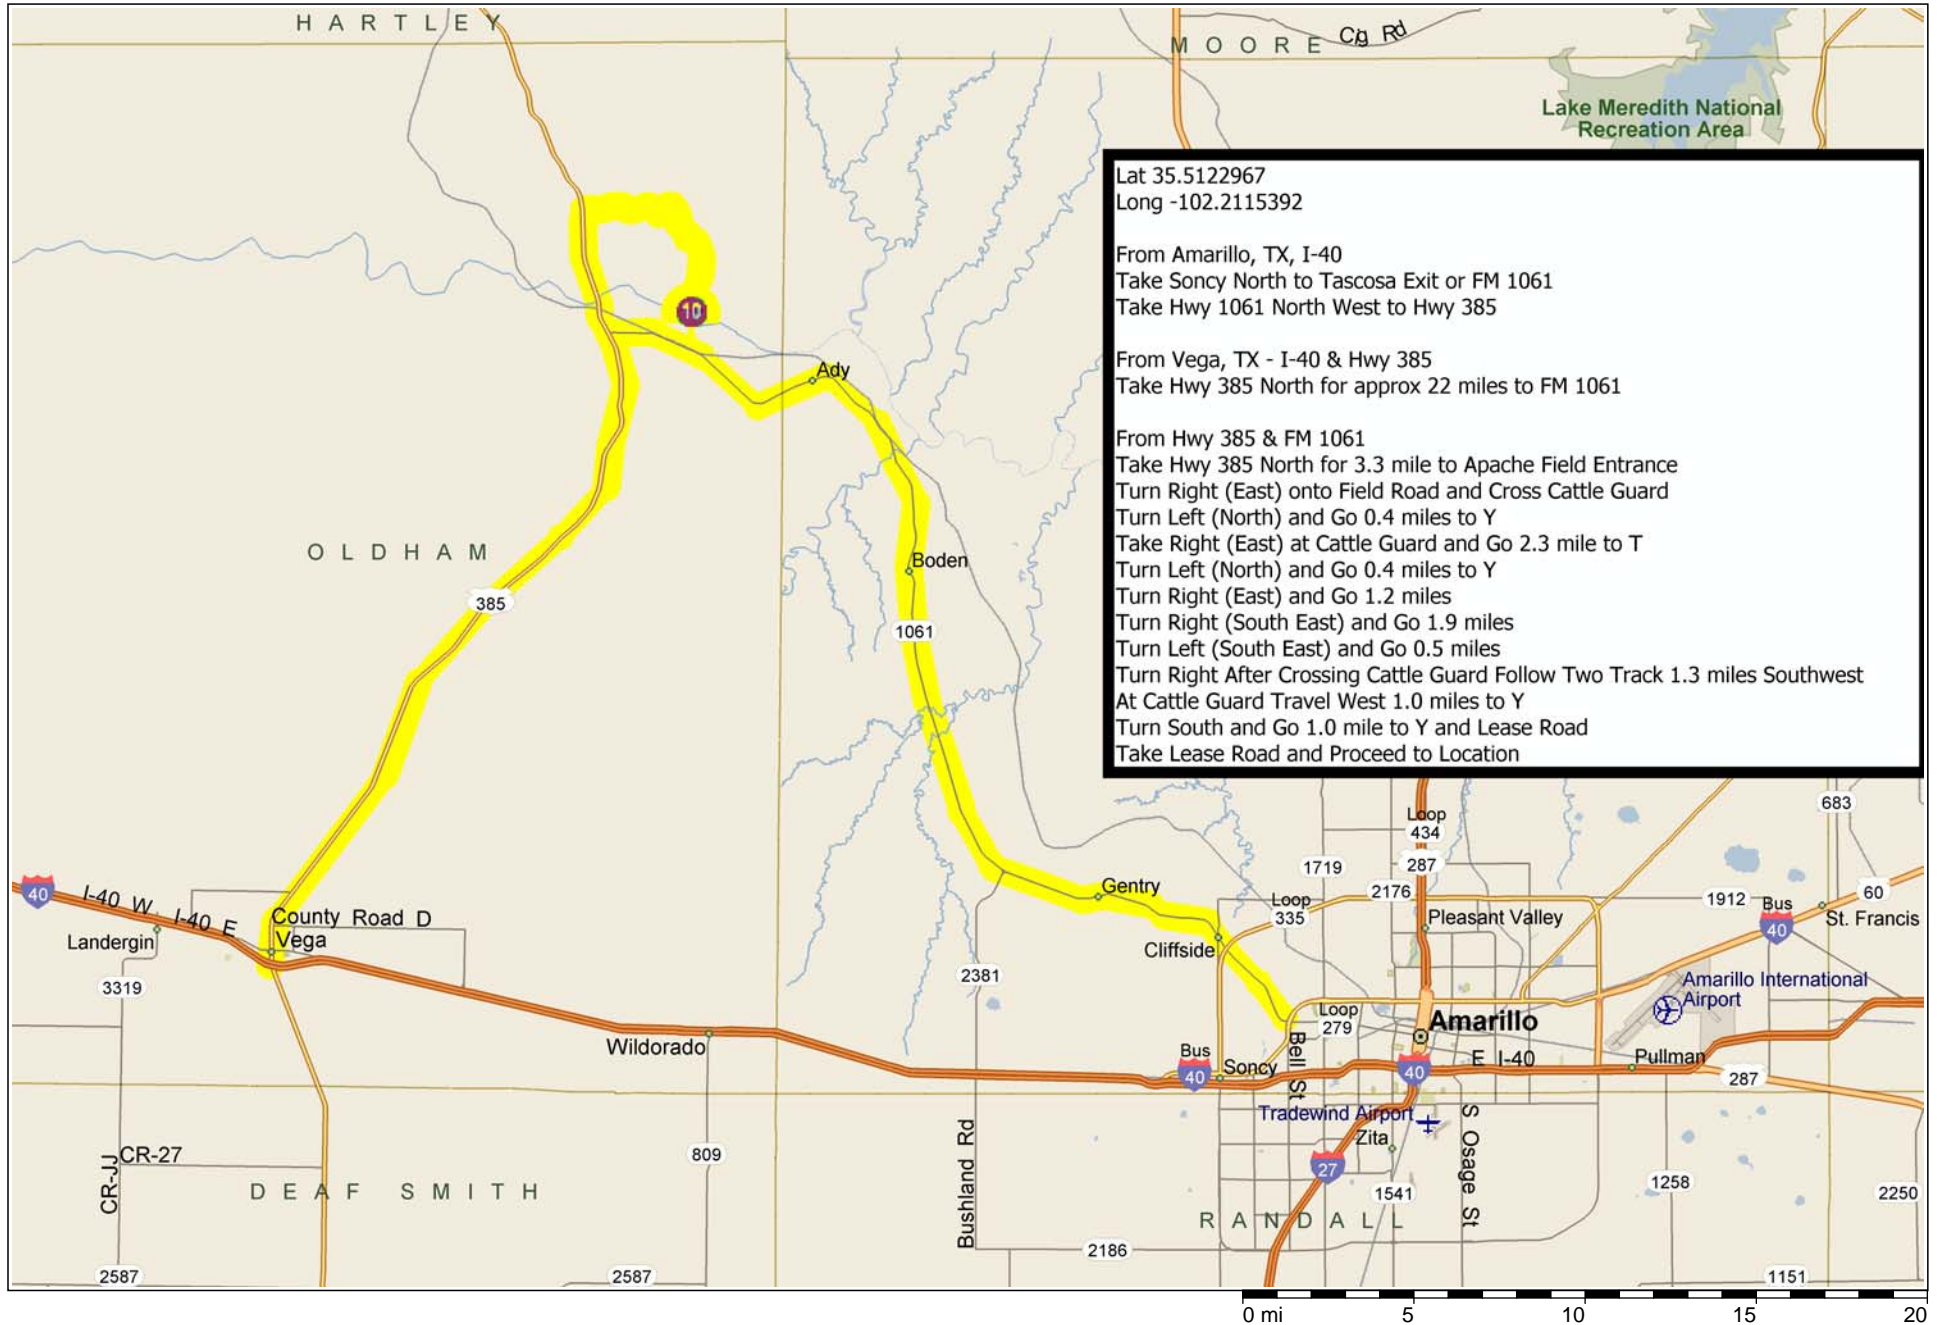 HARTLEY
MOORE
Cig Rd
Lake Meredith National
Recreation Area
Lat 35.5122967
Long -102.2115392
From Amarillo, TX, I-40
Take Soncy North to Tascosa Exit or FM 1061
Take Hwy 1061 North West to Hwy 385
From Vega, TX - I-40 & Hwy 385
Take Hwy 385 North for approx 22 miles to FM 1061
From Hwy 385 & FM 1061
Take Hwy 385 North for 3.3 mile to Apache Field Entrance
Turn Right (East) onto Field Road and Cross Cattle Guard
Turn Left (North) and Go 0.4 miles to Y
Take Right (East) at Cattle Guard and Go 2.3 mile to T
Turn Left (North) and Go 0.4 miles to Y
Turn Right (East) and Go 1.2 miles
Turn Right (South East) and Go 1.9 miles
Turn Left (South East) and Go 0.5 miles
Turn Right After Crossing Cattle Guard Follow Two Track 1.3 miles Southwest
At Cattle Guard Travel West 1.0 miles to Y
Turn South and Go 1.0 mile to Y and Lease Road
Take Lease Road and Proceed to Location
10
Ady
OLDHAM
Boden
385
1061
683
Loop
434
287
1719
40
I-40 W
I-40 E
County Road D
Vega
Landergin
3319
Gentry
Loop
335
2176
1912
60
Bus
40
St. Francis
Pleasant Valley
Cliffside
2381
Amarillo International
Airport
Loop
279
Amarillo
Wildorado
Bus
40
Soncy
Bell St
40
E I-40
Pullman
287
Tradewind Airport
Zita
S Osage St
Bushland Rd
809
CR-JJ
CR-27
27
1541
1258
2250
DEAF SMITH
RANDALL
2186
2587
2587
1151
0 mi
5
10
15
20